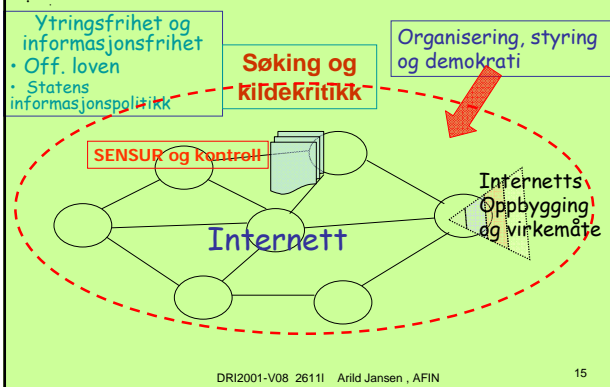 Ytringsfrihet og
informasjonsfrihet
• Off. loven
• Statens
informasjonspolitikk
Søking og
kildekritikk
Organisering, styring
og demokrati
SENSUR og kontroll
Internetts
Oppbygging
og virkemåte
Internett
DRI2001-V08 2611l Arild Jansen , AFIN
15